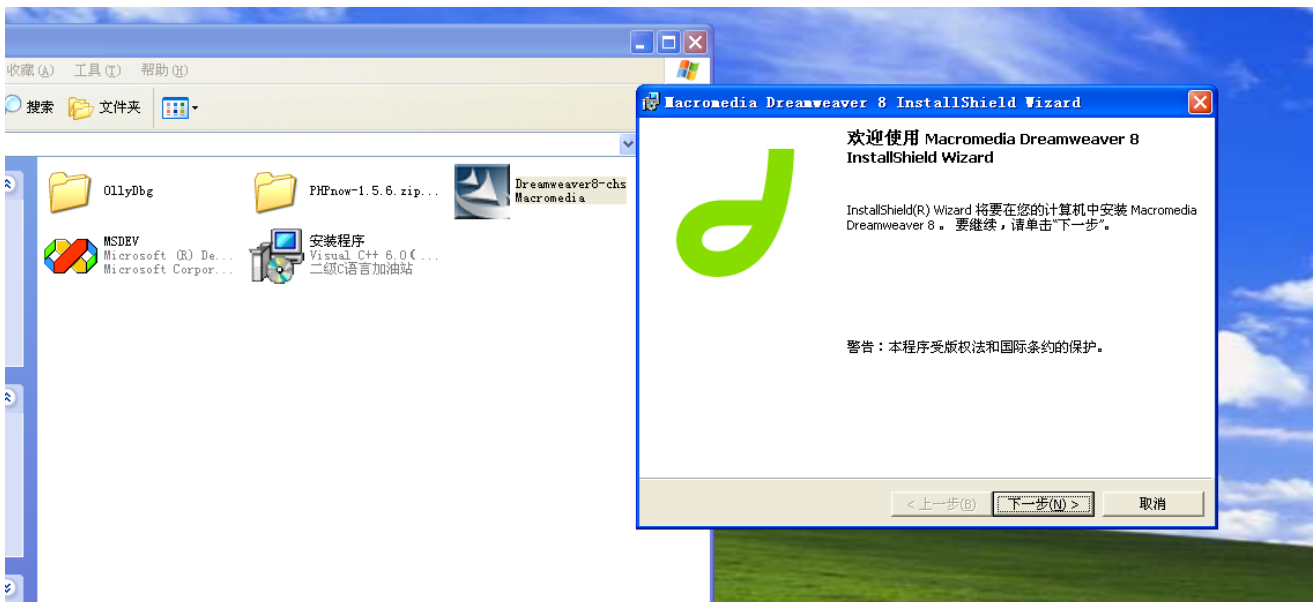 收藏(A) 工具(T) 帮助(H)
搜索 文件夹
OllyDbg
PHPnow-1.5.6.zip...
Dreamweaver8-chs
Macromedia
MSDEV
Microsoft (R) De...
Microsoft Corpor...
安装程序
Visual C++ 6.0( ...
二级C语言加油站
Macromedia Dreamweaver 8 InstallShield Wizard
欢迎使用 Macromedia Dreamweaver 8
InstallShield Wizard
InstallShield(R) Wizard 将要在您的计算机中安装 Macromedia
Dreamweaver 8 。 要继续，请单击“下一步”。
警告：本程序受版权法和国际条约的保护。
< 上一步(B) 下一步(N) > 取消